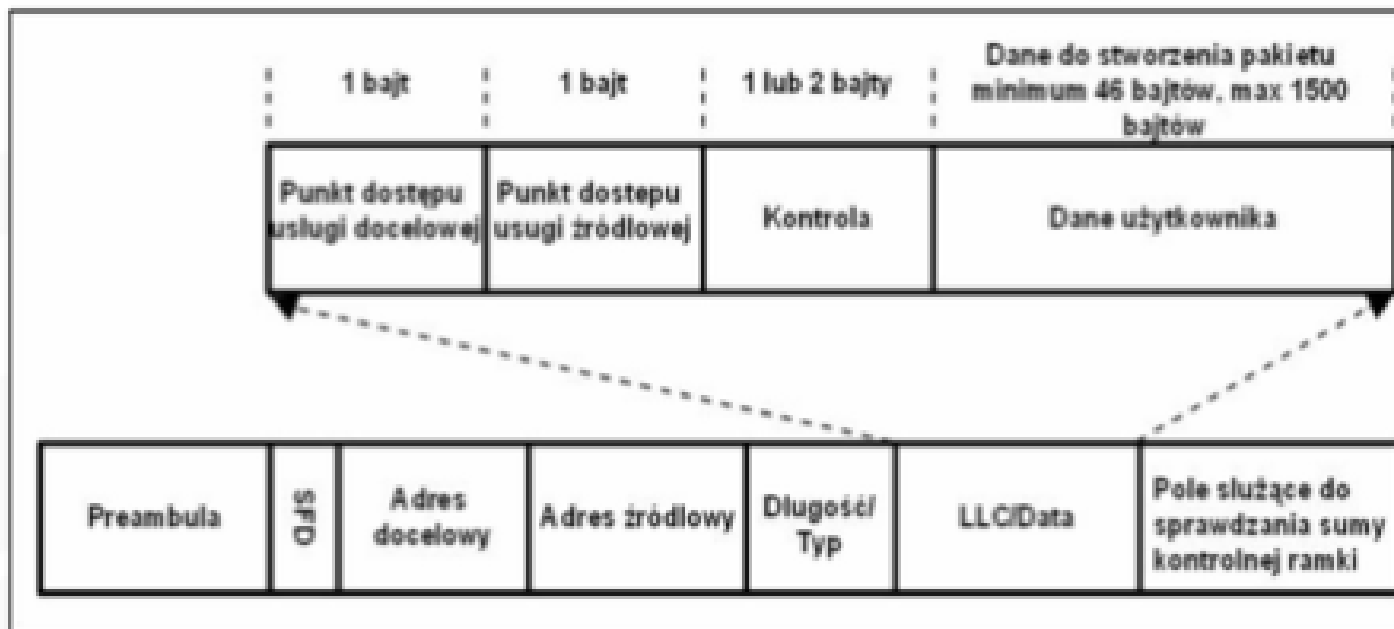 1 bajt
1 bajt
1 lub 2 bajty
Dane do stworzenia pakietu
minimum 46 bajtów, max 1500
bajtów
Punkt dostępu
usługi docelowej
Punkt dostepu
usugi źródłowej
Kontrola
Dane użytkownika
Preambuła
SFD
Adres
docelowy
Adres źródłowy
Długość/
Typ
LLC/Data
Pole służące do
sprawdzania sumy
kontrolnej ramki